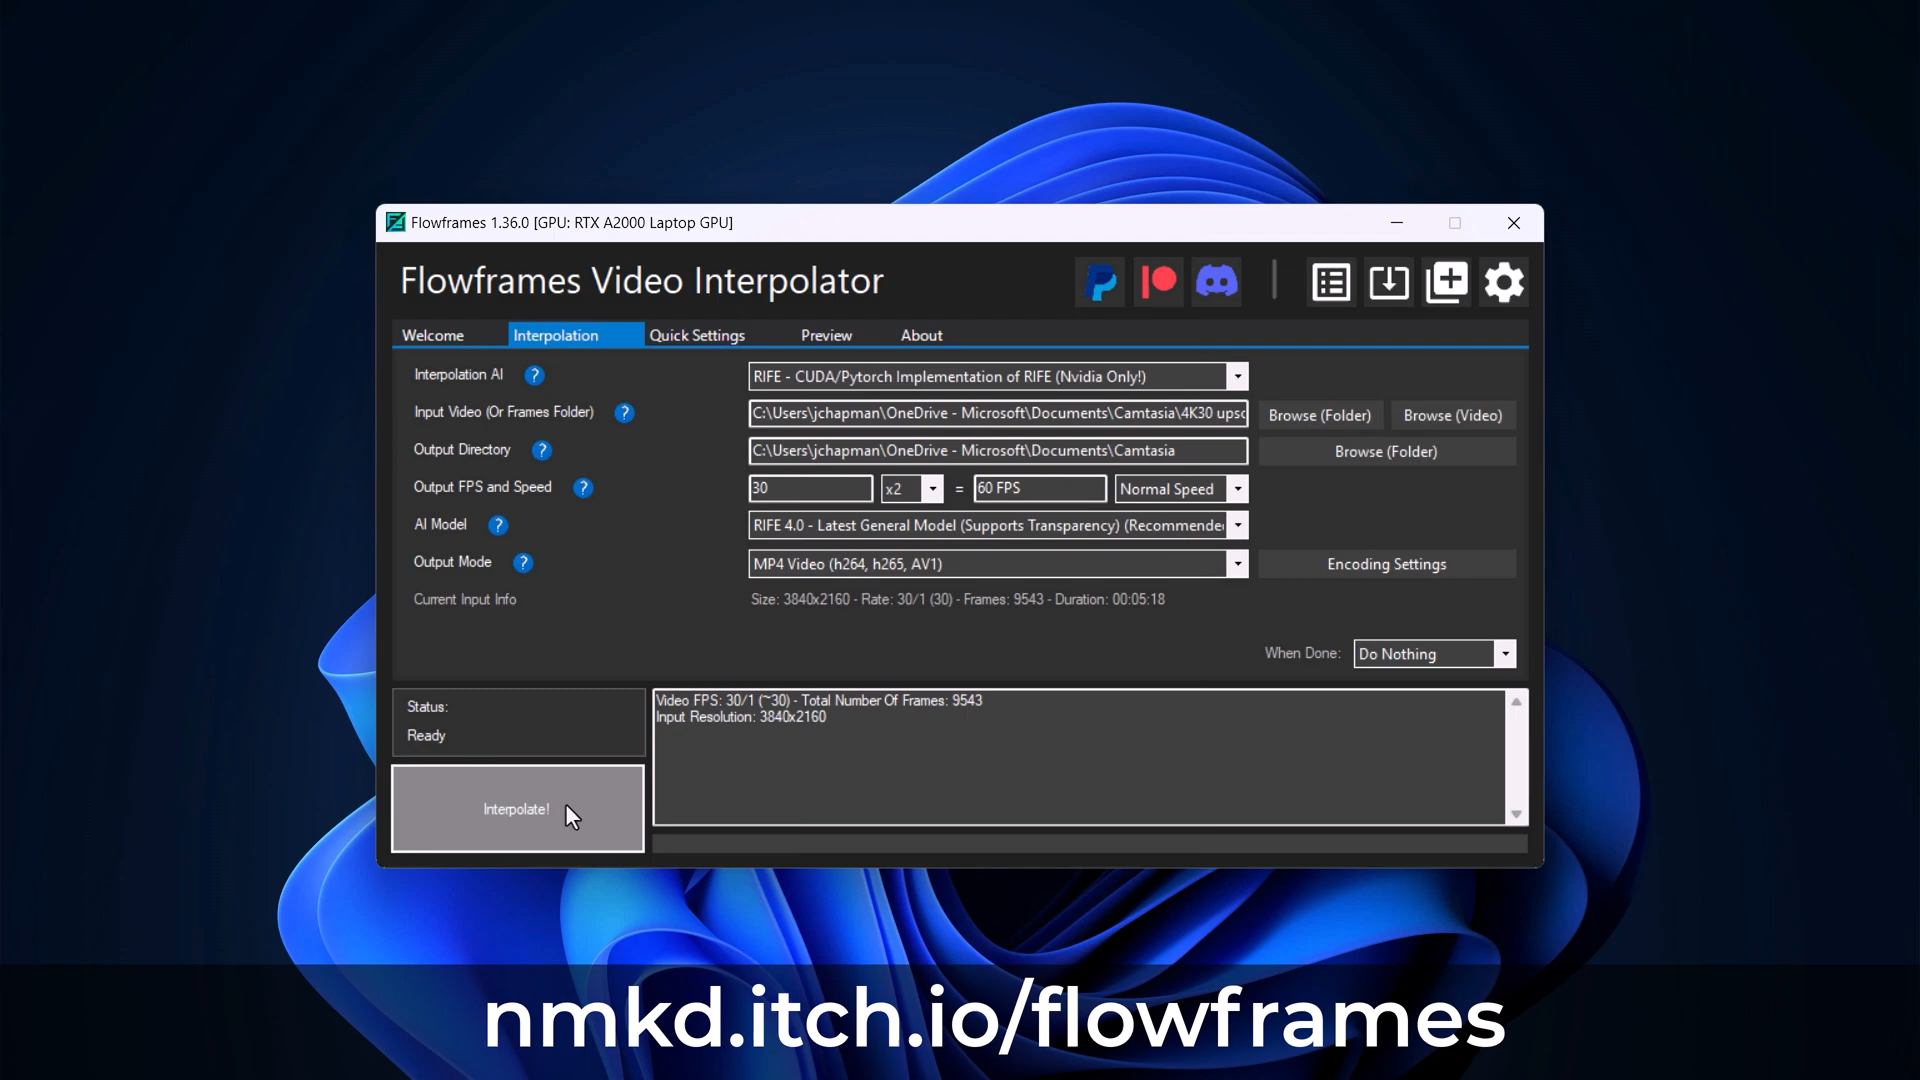 Flowframes 1.36.0 [GPU: RTX A2000 Laptop GPU]
Flowframes Video Interpolator
Welcome Interpolation Quick Settings Preview About
Interpolation AI ? RIFE - CUDA/Pytorch Implementation of RIFE (Nvidia Only!)
Input Video (Or Frames Folder) ? C:\Users\jchapman\OneDrive - Microsoft\Documents\Camtasia\4K30 upsc Browse (Folder) Browse (Video)
Output Directory ? C:\Users\jchapman\OneDrive - Microsoft\Documents\Camtasia Browse (Folder)
Output FPS and Speed ? 30 x2 = 60 FPS Normal Speed
AI Model ? RIFE 4.0 - Latest General Model (Supports Transparency) (Recommende
Output Mode ? MP4 Video (h264, h265, AV1) Encoding Settings
Current Input Info Size: 3840x2160 - Rate: 30/1 (30) - Frames: 9543 - Duration: 00:05:18
When Done: Do Nothing
Status:
Ready
Video FPS: 30/1 (~30) - Total Number Of Frames: 9543
Input Resolution: 3840x2160
Interpolate!
nmkd.itch.io/flowframes